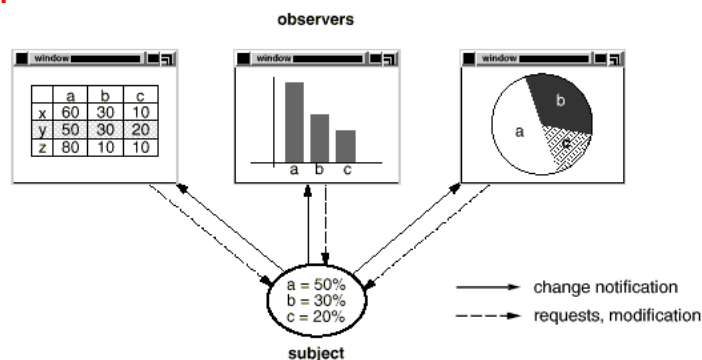 observers
window
window
window
a b c
x 60 30 10
y 50 30 20
z 80 10 10
a b c
a
b
c
a = 50%
b = 30%
c = 20%
subject
change notification
requests, modification